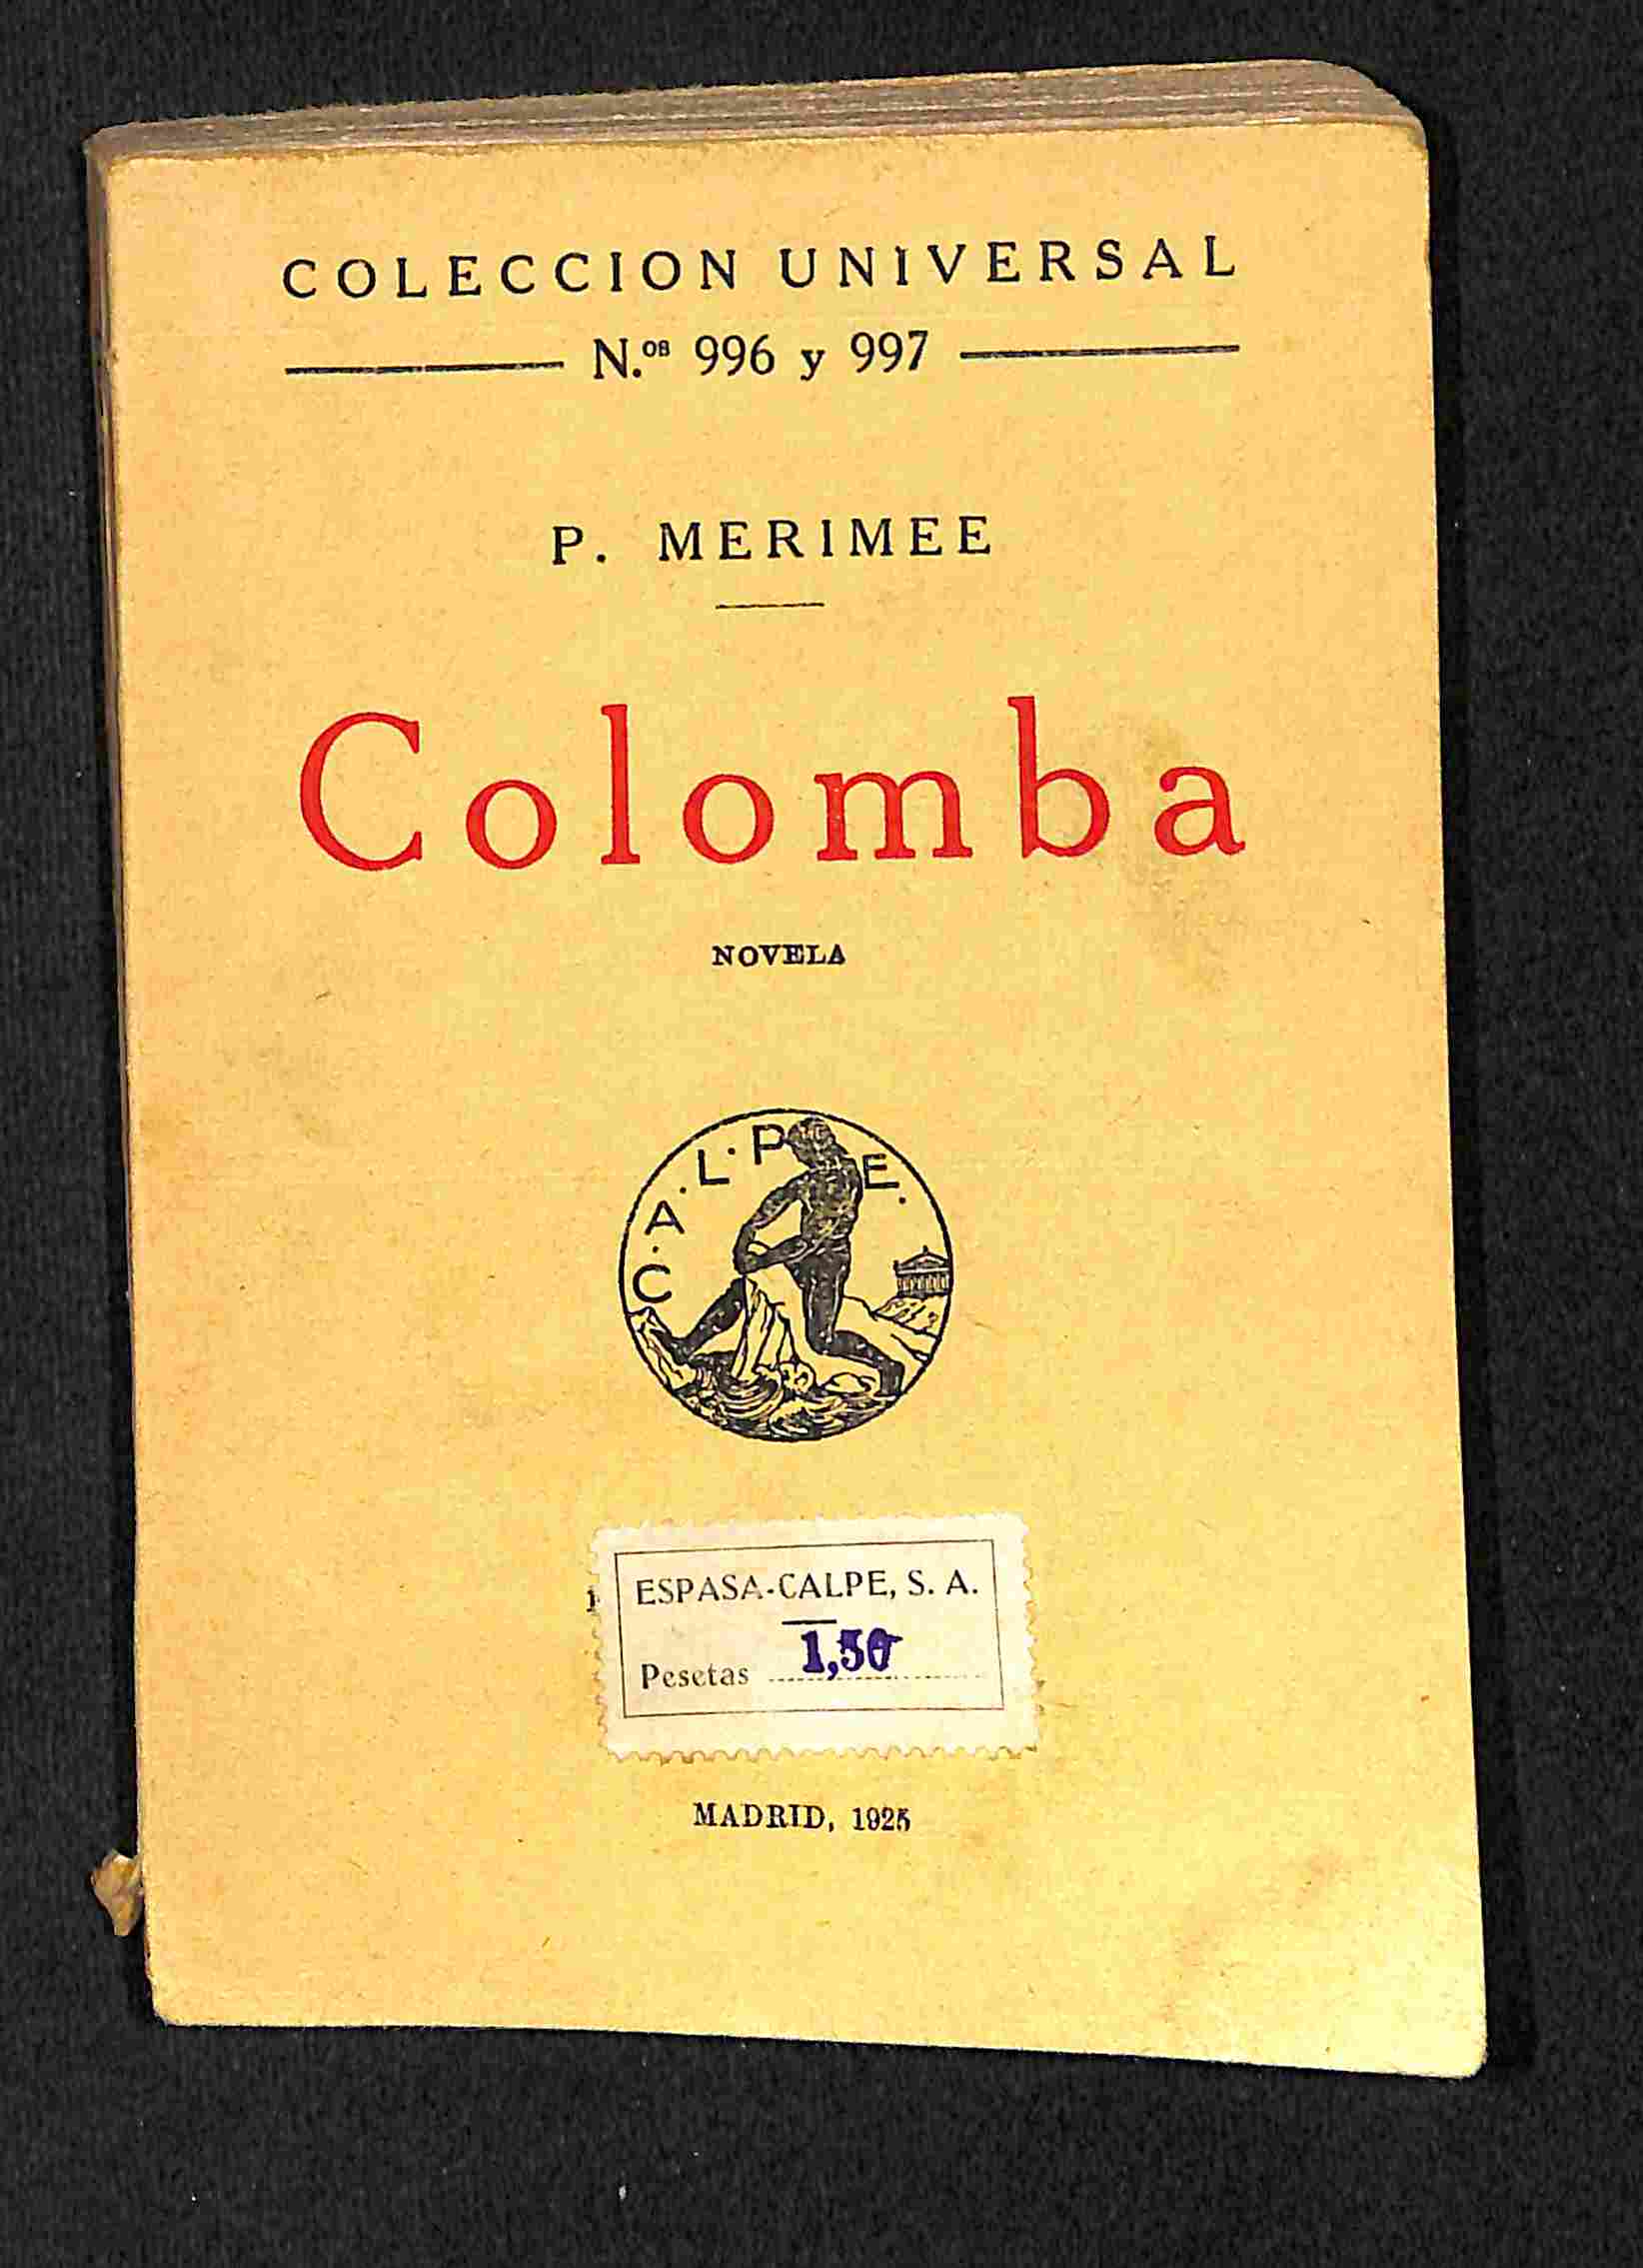 COLECCION UNIVERSAL
N.os 996 y 997
P. MERIMEE
Colomba
NOVELA
C.A.L.P.E.
ESPASA-CALPE, S. A.
1,50
Pesetas
MADRID, 1925